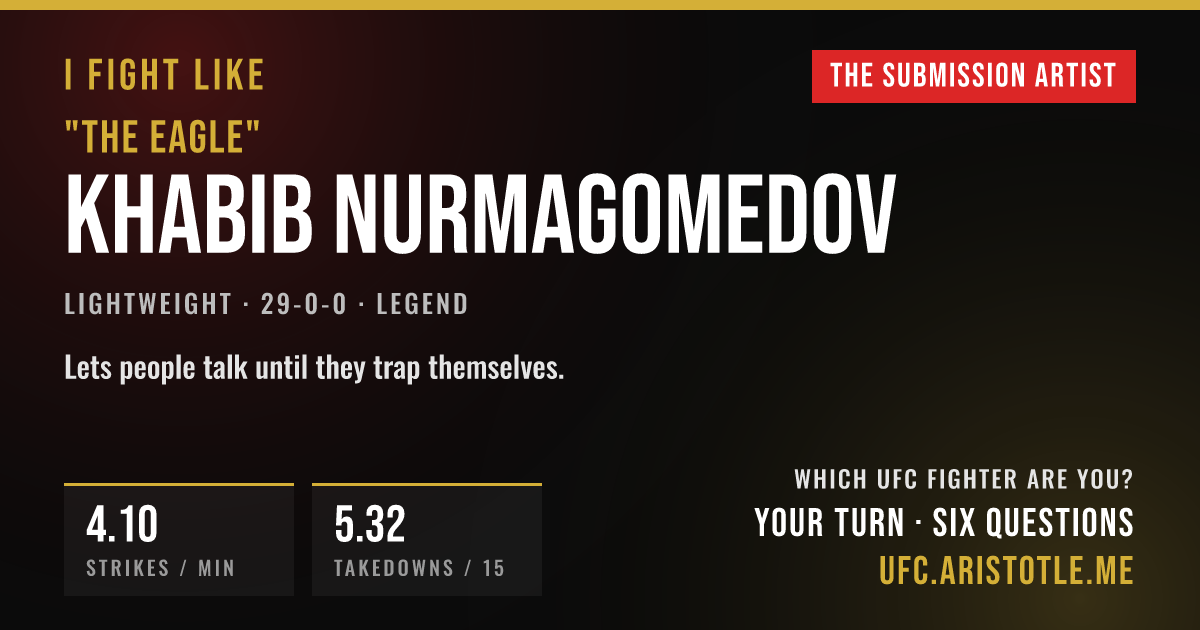 I FIGHT LIKE
"THE EAGLE"
KHABIB NURMAGOMEDOV
THE SUBMISSION ARTIST
LIGHTWEIGHT · 29-0-0 · LEGEND
Lets people talk until they trap themselves.
4.10
STRIKES / MIN
5.32
TAKEDOWNS / 15
WHICH UFC FIGHTER ARE YOU?
YOUR TURN · SIX QUESTIONS
UFC.ARISTOTLE.ME